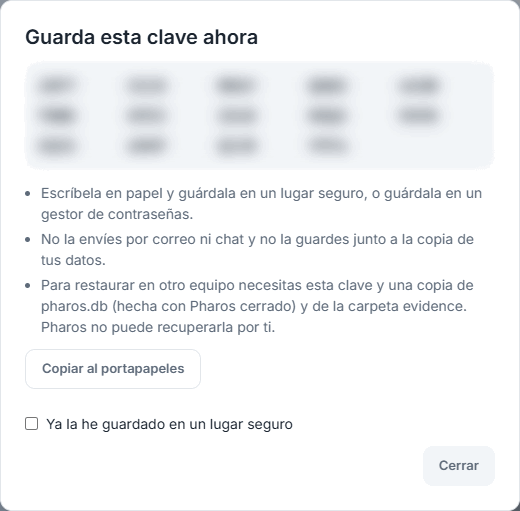 Guarda esta clave ahora
Escríbela en papel y guárdala en un lugar seguro, o guárdala en un
gestor de contraseñas.
No la envíes por correo ni chat y no la guardes junto a la copia de
tus datos.
Para restaurar en otro equipo necesitas esta clave y una copia de
pharos.db (hecha con Pharos cerrado) y de la carpeta evidence.
Pharos no puede recuperarla por ti.
Copiar al portapapeles
Ya la he guardado en un lugar seguro
Cerrar